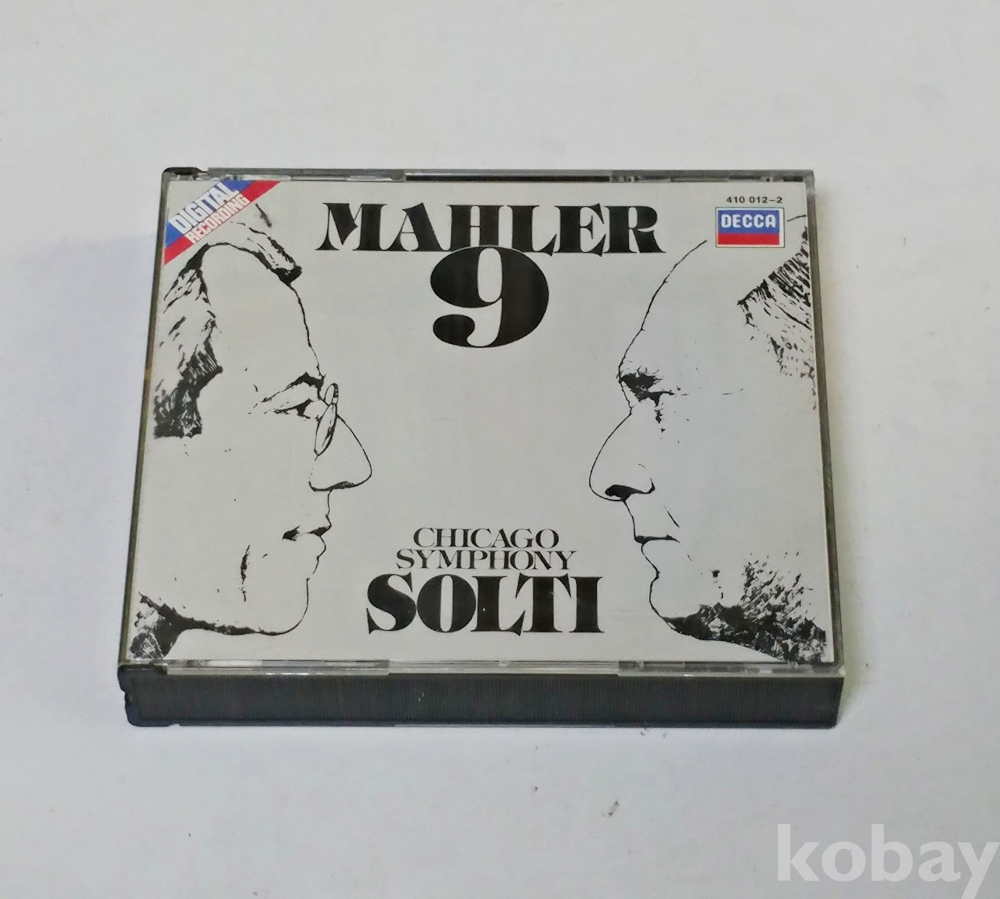 DIGITAL
RECORDING
MAHLER
9
410 012-2
DECCA
CHICAGO
SYMPHONY
SOLTI
kobay